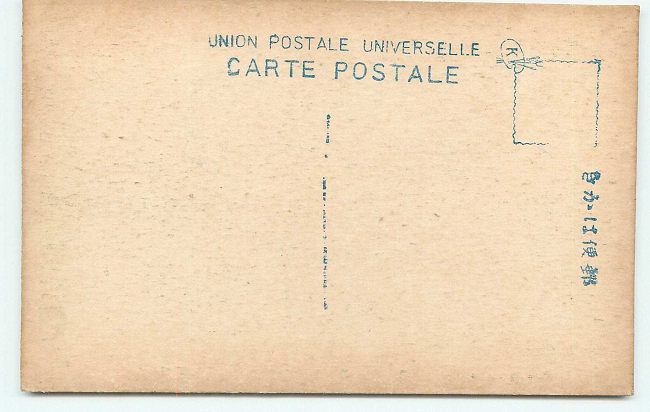 UNION POSTALE UNIVERSELLE
CARTE POSTALE
K
きがは便郵